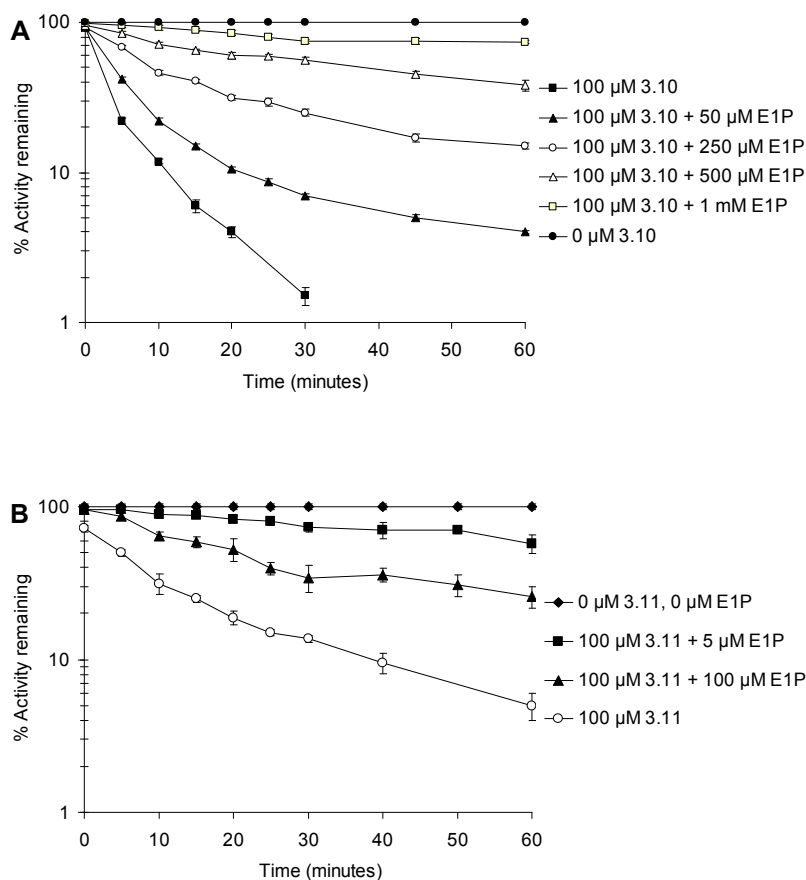 A
100
10
1
% Activity remaining
0 10 20 30 40 50 60
Time (minutes)
100 µM 3.10
100 µM 3.10 + 50 µM E1P
100 µM 3.10 + 250 µM E1P
100 µM 3.10 + 500 µM E1P
100 µM 3.10 + 1 mM E1P
0 µM 3.10
B
100
10
1
% Activity remaining
0 10 20 30 40 50 60
Time (minutes)
0 µM 3.11, 0 µM E1P
100 µM 3.11 + 5 µM E1P
100 µM 3.11 + 100 µM E1P
100 µM 3.11